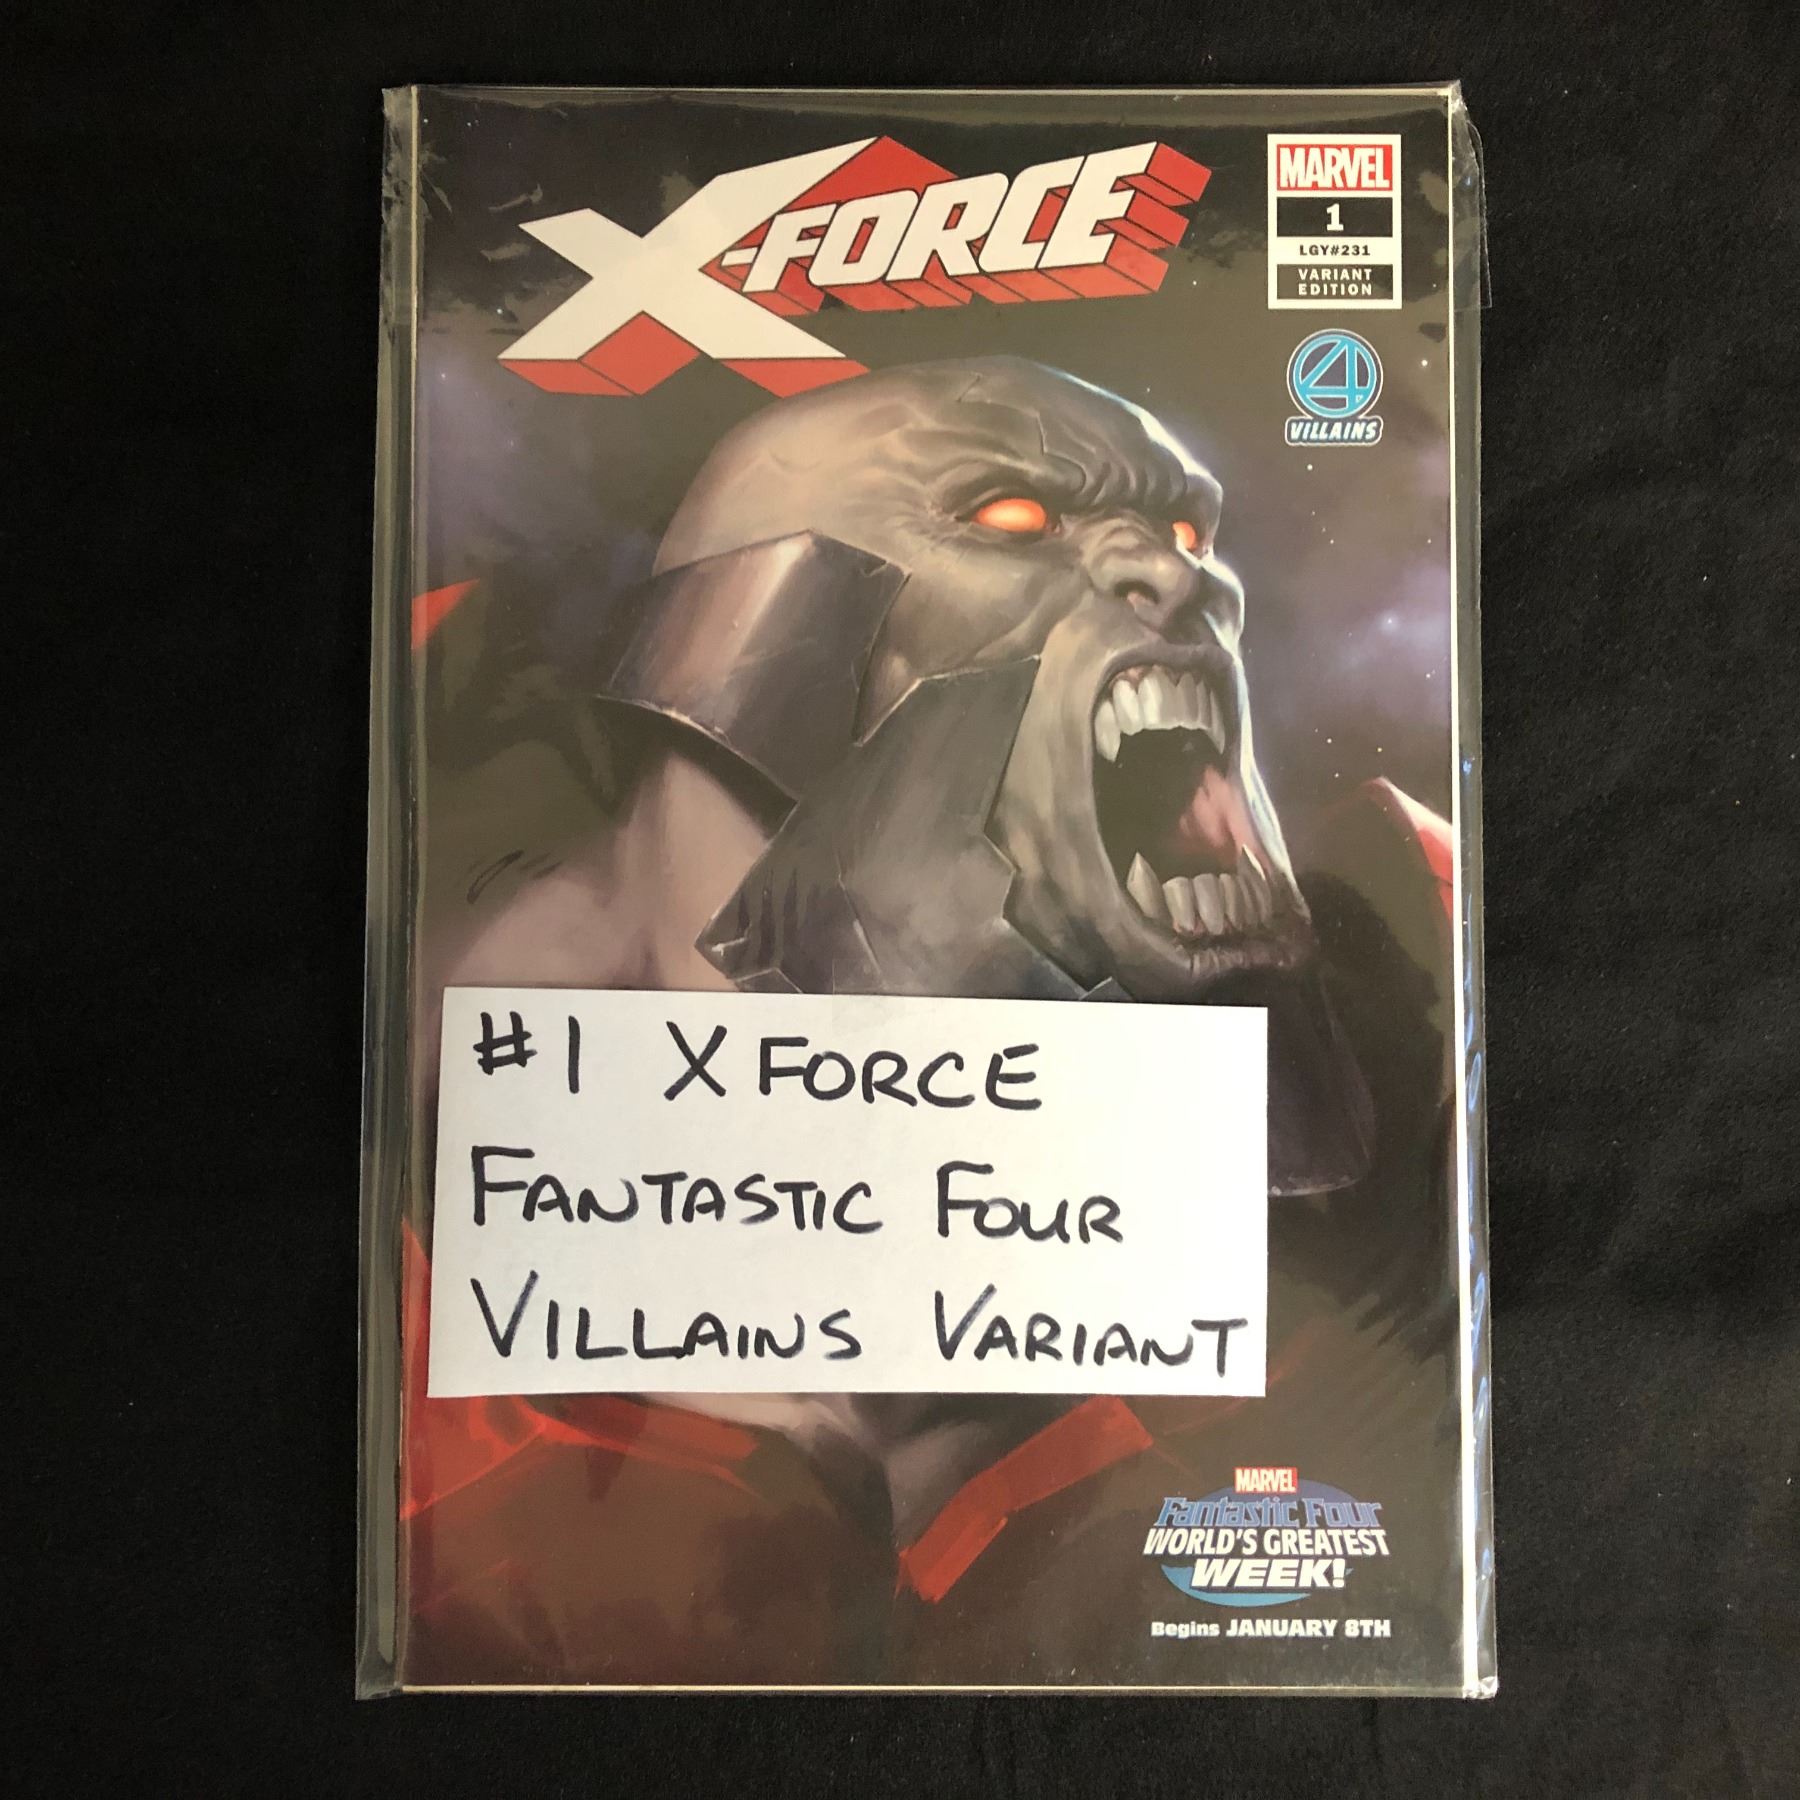 X-FORCE
MARVEL
1
LGY#231
VARIANT
EDITION
4
VILLAINS
#1 X FORCE
FANTASTIC FOUR
VILLAINS VARIANT
MARVEL
Fantastic Four
WORLD'S GREATEST
WEEK!
Begins JANUARY 8TH